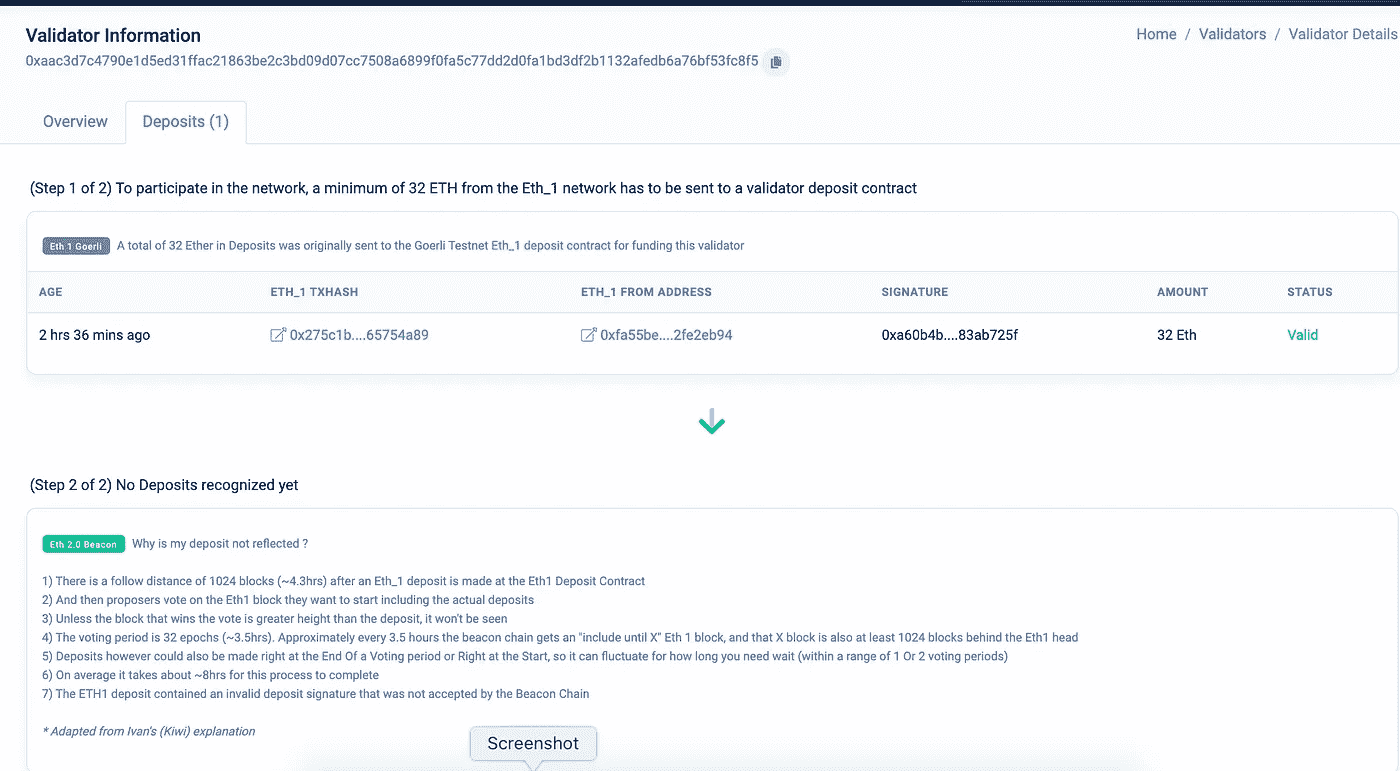 Validator Information
Home / Validators / Validator Details
0xaac3d7c4790e1d5ed31ffac21863be2c3bd09d07cc7508a6899f0fa5c77dd2d0fa1bd3df2b1132afedb6a76bf53fc8f5
Overview
Deposits (1)
(Step 1 of 2) To participate in the network, a minimum of 32 ETH from the Eth_1 network has to be sent to a validator deposit contract
Eth 1 Goerli A total of 32 Ether in Deposits was originally sent to the Goerli Testnet Eth_1 deposit contract for funding this validator
AGE ETH_1 TXHASH ETH_1 FROM ADDRESS SIGNATURE AMOUNT STATUS
2 hrs 36 mins ago 0x275c1b....65754a89 0xfa55be....2fe2eb94 0xa60b4b....83ab725f 32 Eth Valid
(Step 2 of 2) No Deposits recognized yet
Eth 2.0 Beacon Why is my deposit not reflected ?
1) There is a follow distance of 1024 blocks (~4.3hrs) after an Eth_1 deposit is made at the Eth1 Deposit Contract
2) And then proposers vote on the Eth1 block they want to start including the actual deposits
3) Unless the block that wins the vote is greater height than the deposit, it won't be seen
4) The voting period is 32 epochs (~3.5hrs). Approximately every 3.5 hours the beacon chain gets an "include until X" Eth 1 block, and that X block is also at least 1024 blocks behind the Eth1 head
5) Deposits however could also be made right at the End Of a Voting period or Right at the Start, so it can fluctuate for how long you need wait (within a range of 1 Or 2 voting periods)
6) On average it takes about ~8hrs for this process to complete
7) The ETH1 deposit contained an invalid deposit signature that was not accepted by the Beacon Chain
* Adapted from Ivan's (Kiwi) explanation
Screenshot